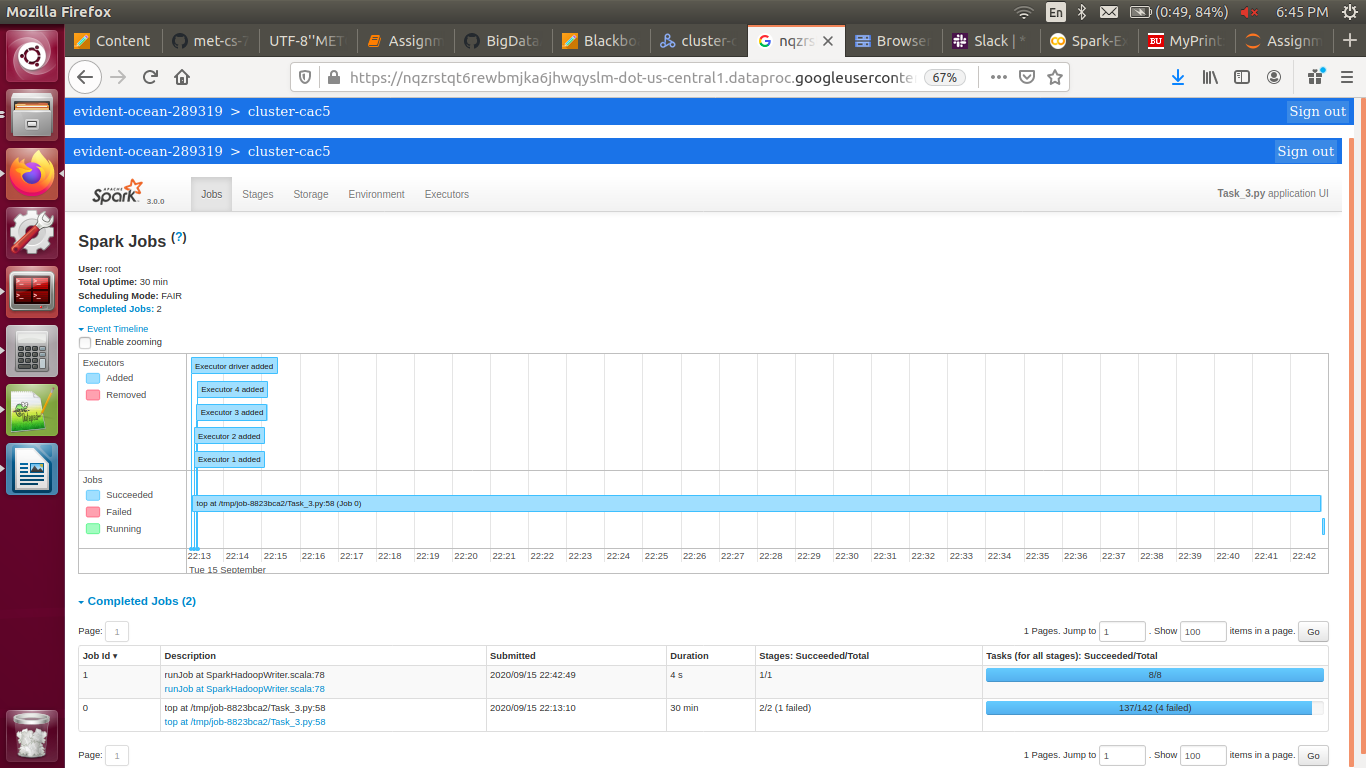 Mozilla Firefox En (0:49, 84%) 6:45 PM
Content met-cs-7 UTF-8''MET Assignm BigData Blackbo cluster-c nqzrs Browser Slack | * Spark-Ex MyPrint Assignm
https://nqzrstqt6rewbmjka6jhwqyslm-dot-us-central1.dataproc.googleuserconte 67%
evident-ocean-289319 > cluster-cac5 Sign out
evident-ocean-289319 > cluster-cac5 Sign out
APACHE Spark 3.0.0 Jobs Stages Storage Environment Executors Task_3.py application UI
Spark Jobs (?)
User: root
Total Uptime: 30 min
Scheduling Mode: FAIR
Completed Jobs: 2
Event Timeline
Enable zooming
Executors
Added
Removed
Executor driver added
Executor 4 added
Executor 3 added
Executor 2 added
Executor 1 added
Jobs
Succeeded
Failed
Running
top at /tmp/job-8823bca2/Task_3.py:58 (Job 0)
22:13 22:14 22:15 22:16 22:17 22:18 22:19 22:20 22:21 22:22 22:23 22:24 22:25 22:26 22:27 22:28 22:29 22:30 22:31 22:32 22:33 22:34 22:35 22:36 22:37 22:38 22:39 22:40 22:41 22:42
Tue 15 September
Completed Jobs (2)
Page: 1 1 Pages. Jump to 1 . Show 100 items in a page. Go
Job Id ▾ Description Submitted Duration Stages: Succeeded/Total Tasks (for all stages): Succeeded/Total
1 runJob at SparkHadoopWriter.scala:78 2020/09/15 22:42:49 4 s 1/1 8/8
runJob at SparkHadoopWriter.scala:78
0 top at /tmp/job-8823bca2/Task_3.py:58 2020/09/15 22:13:10 30 min 2/2 (1 failed) 137/142 (4 failed)
top at /tmp/job-8823bca2/Task_3.py:58
Page: 1 1 Pages. Jump to 1 . Show 100 items in a page. Go